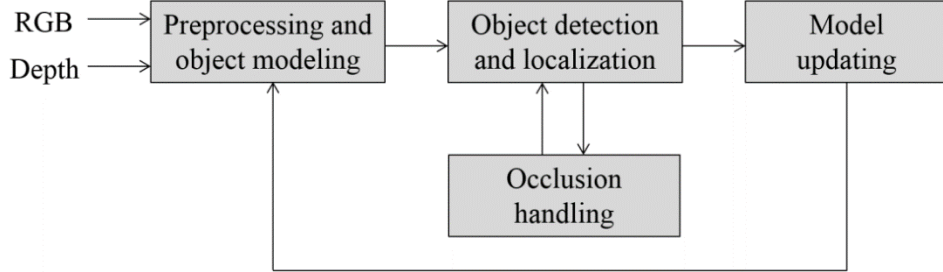 RGB
Depth
Preprocessing and
object modeling
Object detection
and localization
Model
updating
Occlusion
handling